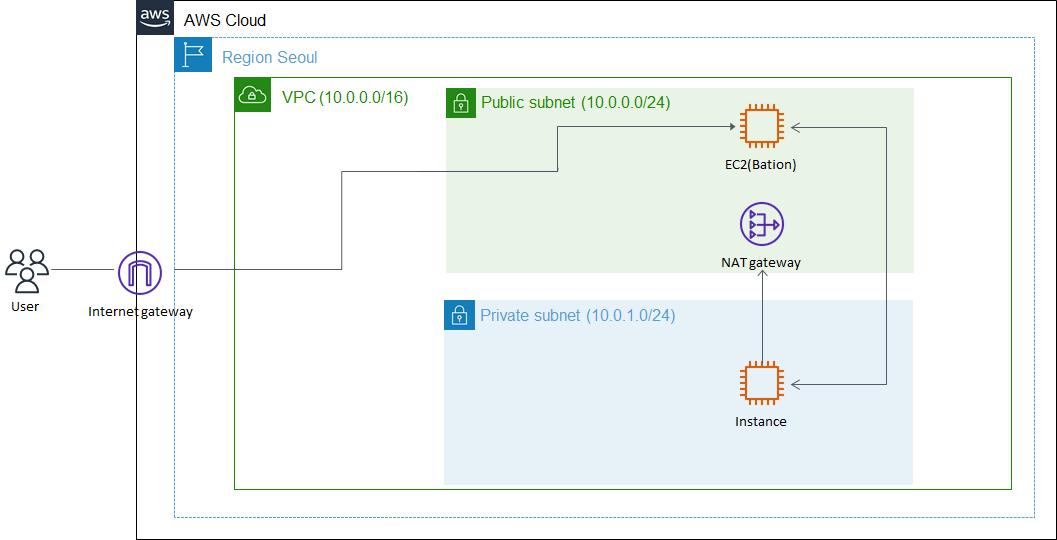 aws
AWS Cloud
Region Seoul
VPC (10.0.0.0/16)
Public subnet (10.0.0.0/24)
EC2(Bation)
NAT gateway
User
Internet gateway
Private subnet (10.0.1.0/24)
Instance